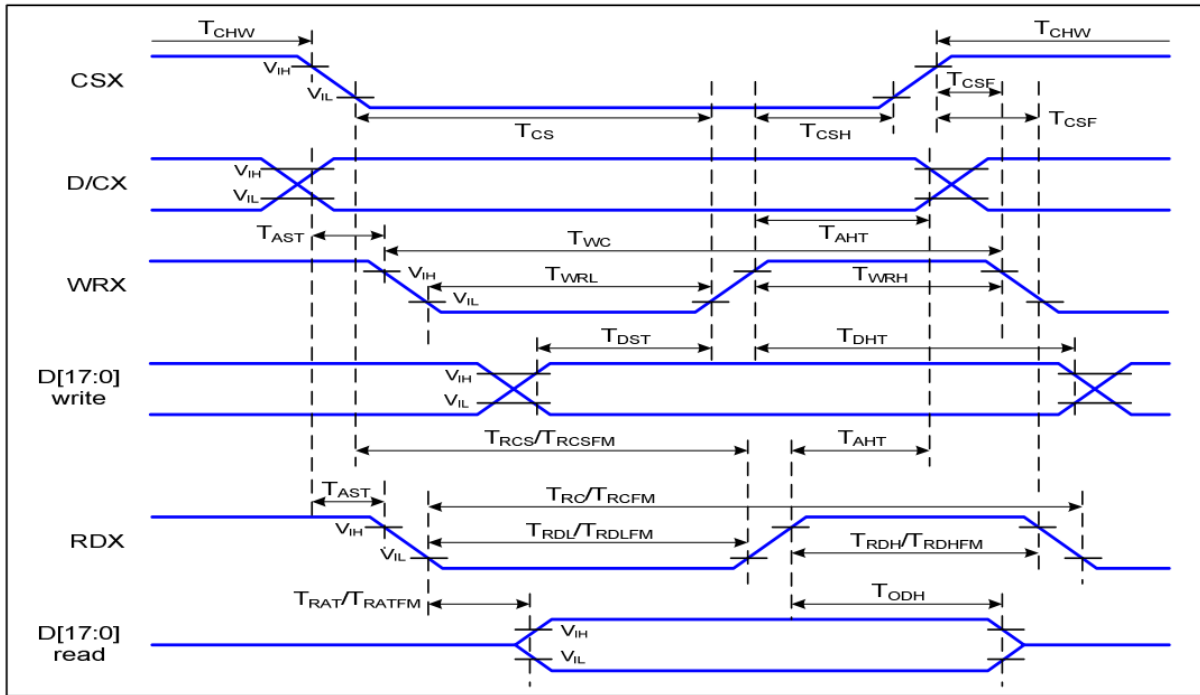 TCHW
TCHW
CSX
VIH
VIL
TCSF
TCS
TCSH
TCSF
D/CX
VIH
VIL
TAST
TWC
TAHT
WRX
VIH
TWRL
TWRH
VIL
TDST
TDHT
D[17:0]
write
VIH
VIL
TRCS/TRCSFM
TAHT
TAST
TRC/TRCFM
RDX
VIH
VIL
TRDL/TRDLFM
TRDH/TRDHFM
TRAT/TRATFM
TODH
D[17:0]
read
VIH
VIL